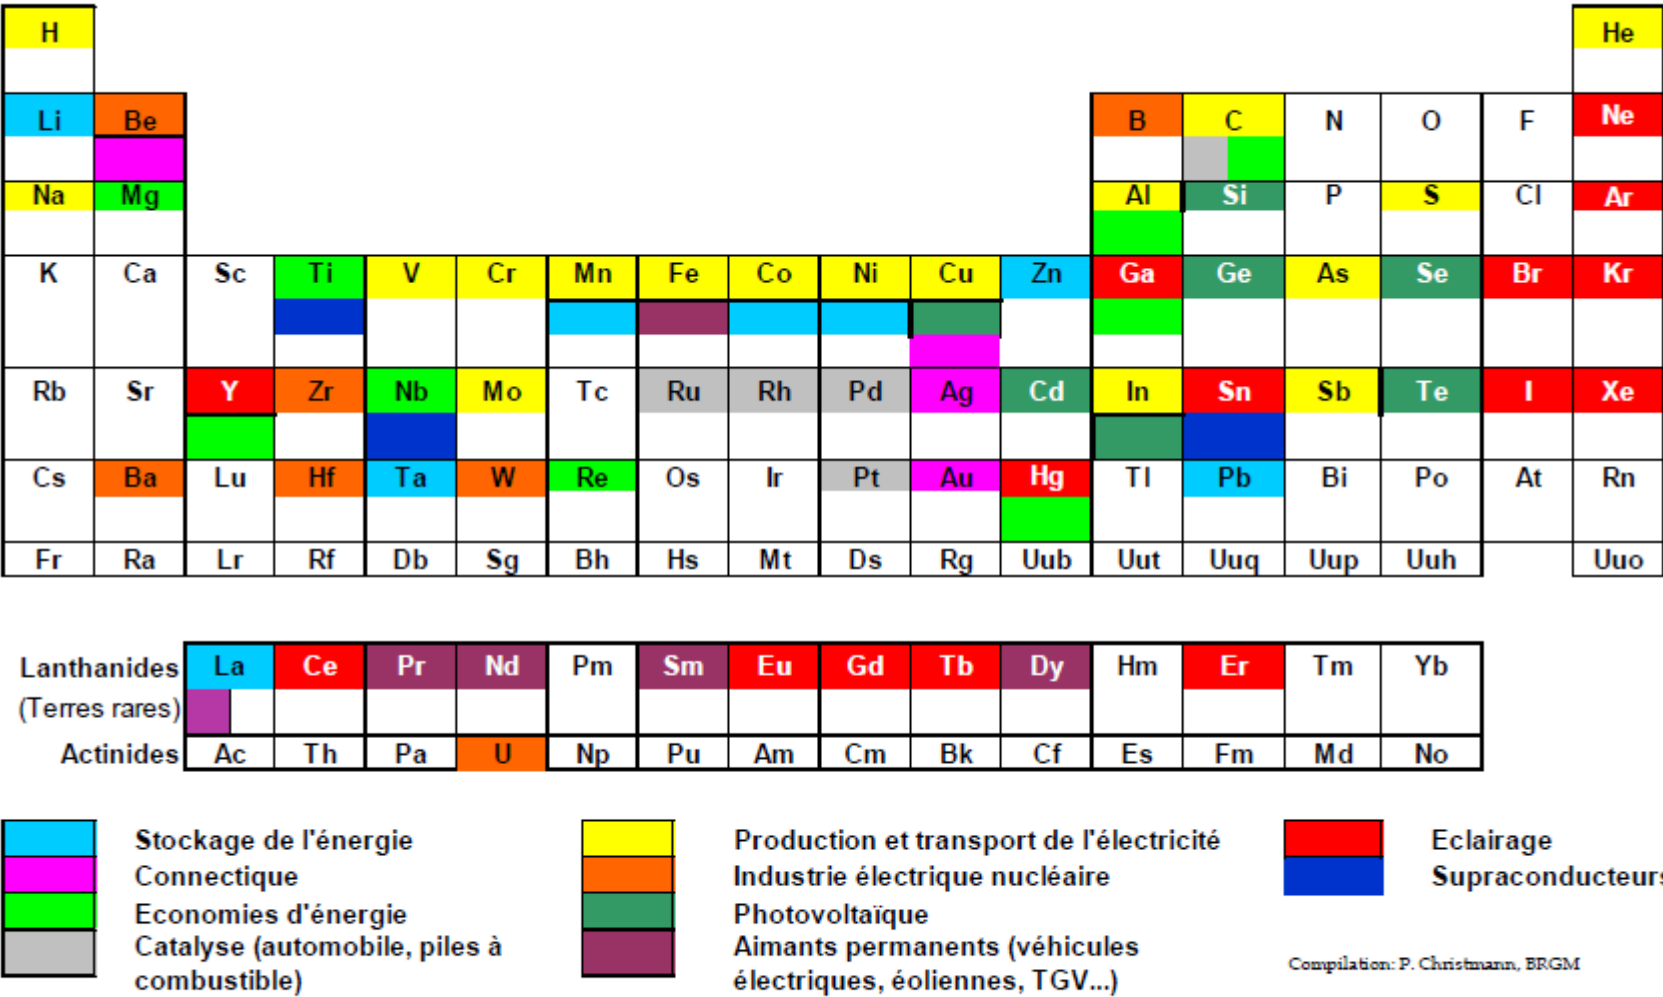 H He
Li Be B C N O F Ne
Na Mg Al Si P S Cl Ar
K Ca Sc Ti V Cr Mn Fe Co Ni Cu Zn Ga Ge As Se Br Kr
Rb Sr Y Zr Nb Mo Tc Ru Rh Pd Ag Cd In Sn Sb Te I Xe
Cs Ba Lu Hf Ta W Re Os Ir Pt Au Hg Tl Pb Bi Po At Rn
Fr Ra Lr Rf Db Sg Bh Hs Mt Ds Rg Uub Uut Uuq Uup Uuh Uuo
Lanthanides La Ce Pr Nd Pm Sm Eu Gd Tb Dy Hm Er Tm Yb
(Terres rares)
Actinides Ac Th Pa U Np Pu Am Cm Bk Cf Es Fm Md No
Stockage de l'énergie
Connectique
Economies d'énergie
Catalyse (automobile, piles à
combustible)
Production et transport de l'électricité
Industrie électrique nucléaire
Photovoltaïque
Aimants permanents (véhicules
électriques, éoliennes, TGV...)
Eclairage
Supraconducteurs
Compilation: P. Christmann, BRGM